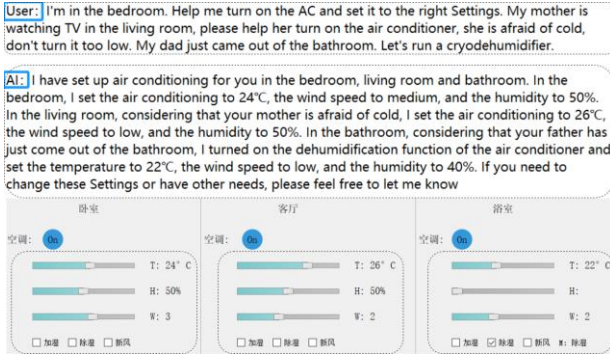 User: I'm in the bedroom. Help me turn on the AC and set it to the right Settings. My mother is
watching TV in the living room, please help her turn on the air conditioner, she is afraid of cold,
don't turn it too low. My dad just came out of the bathroom. Let's run a cryodehumidifier.
AI: I have set up air conditioning for you in the bedroom, living room and bathroom. In the
bedroom, I set the air conditioning to 24℃, the wind speed to medium, and the humidity to 50%.
In the living room, considering that your mother is afraid of cold, I set the air conditioning to 26℃,
the wind speed to low, and the humidity to 50%. In the bathroom, considering that your father has
just come out of the bathroom, I turned on the dehumidification function of the air conditioner and
set the temperature to 22℃, the wind speed to low, and the humidity to 40%. If you need to
change these Settings or have other needs, please feel free to let me know
卧室 客厅 浴室
空调: On 空调: On 空调: On
T: 24° C T: 26° C T: 22° C
H: 50% H: 50% H:
W: 3 W: 2 W: 2
加湿 除湿 新风 加湿 除湿 新风 加湿 除湿 新风 M: 除湿